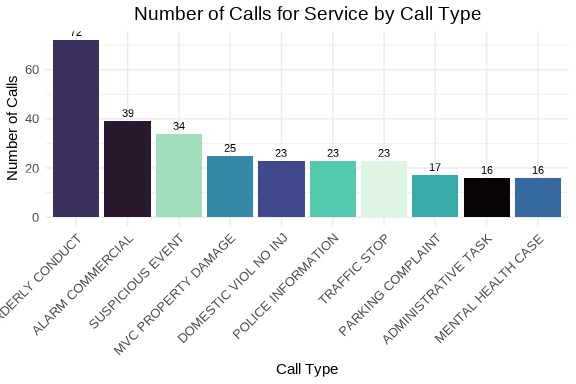 Number of Calls for Service by Call Type
Number of Calls
72
39
34
25
23
23
23
17
16
16
60
40
20
0
RDERLY CONDUCT
ALARM COMMERCIAL
SUSPICIOUS EVENT
MVC PROPERTY DAMAGE
DOMESTIC VIOL NO INJ
POLICE INFORMATION
TRAFFIC STOP
PARKING COMPLAINT
ADMINISTRATIVE TASK
MENTAL HEALTH CASE
Call Type